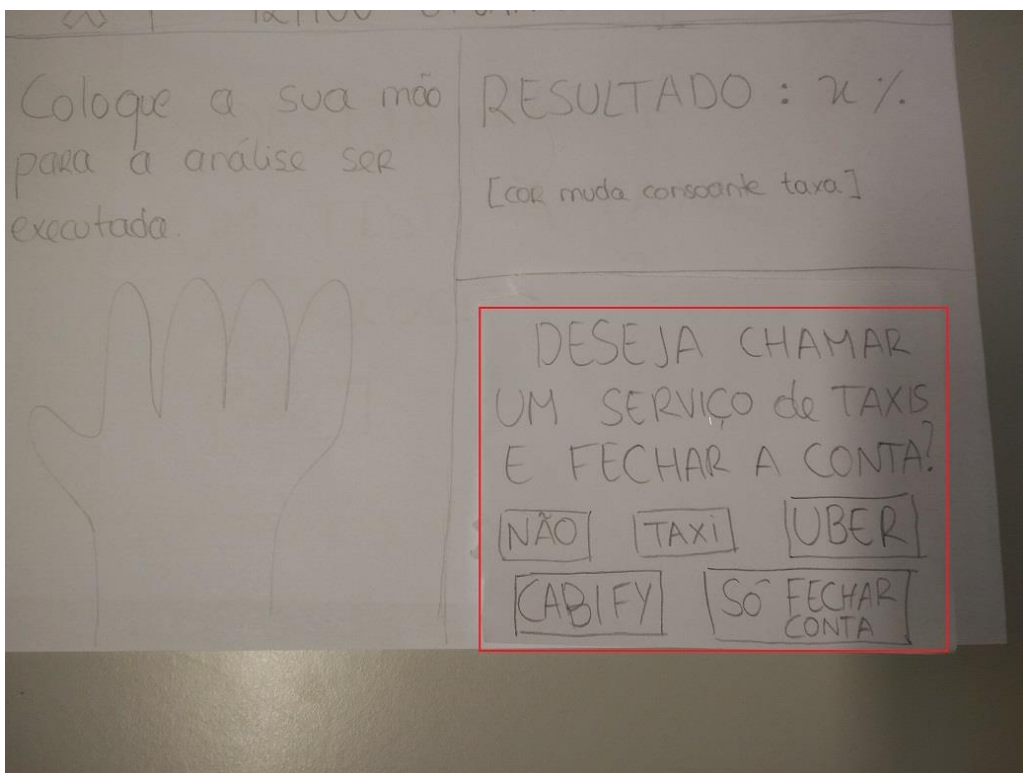 Coloque a sua mão
para a análise ser
executada.
RESULTADO : x %.
[cor muda consoante taxa]
DESEJA CHAMAR
UM SERVIÇO de TAXIS
E FECHAR A CONTA?
NÃO TAXi UBER
CABIFY SÓ FECHAR
CONTA